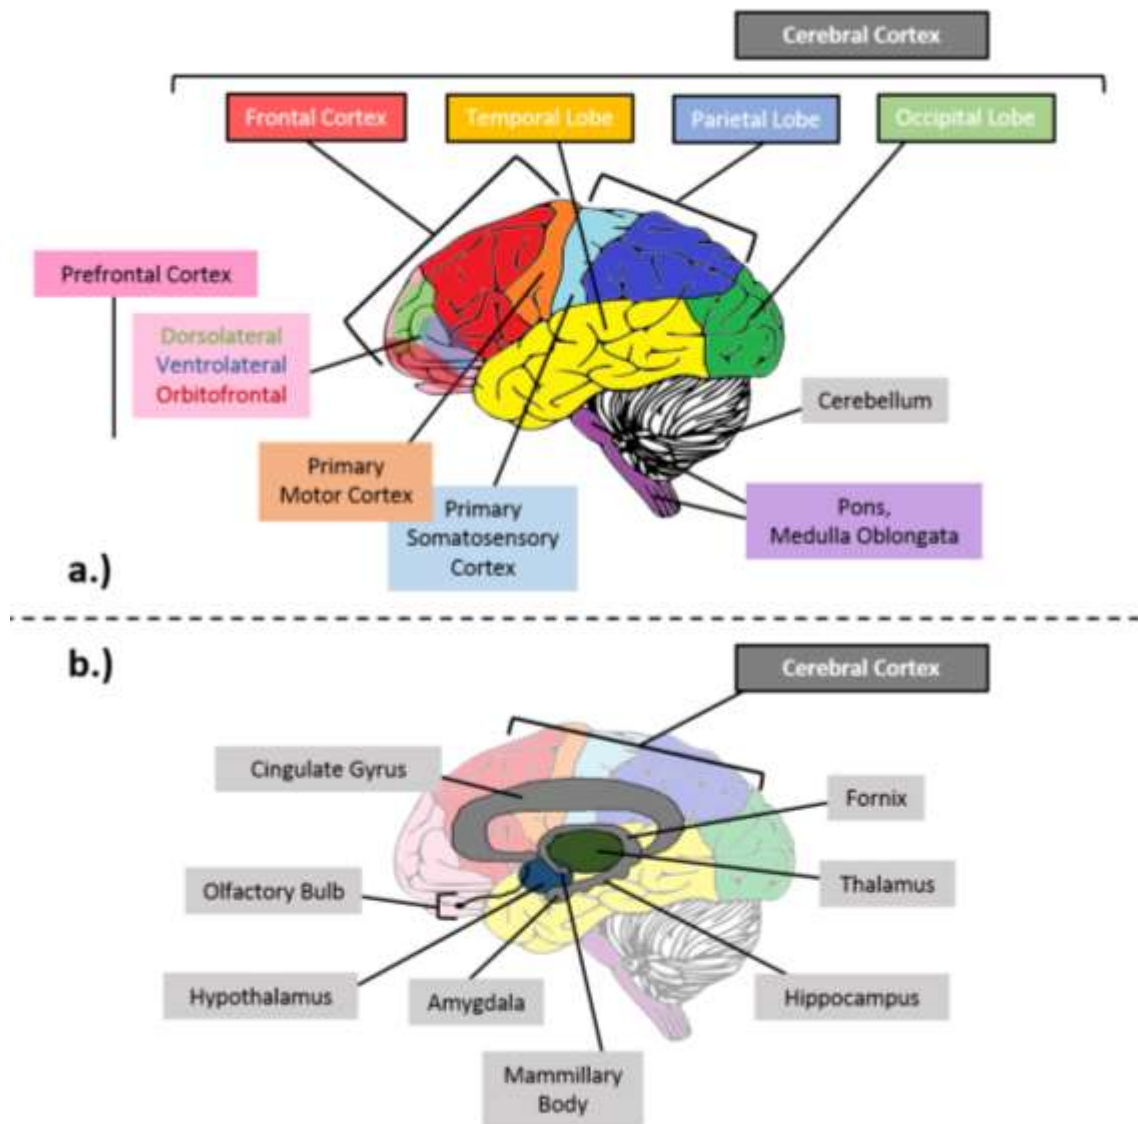 Cerebral Cortex
Frontal Cortex
Temporal Lobe
Parietal Lobe
Occipital Lobe
Prefrontal Cortex
Dorsolateral
Ventrolateral
Orbitofrontal
Cerebellum
Primary
Motor Cortex
Primary
Somatosensory
Cortex
Pons,
Medulla Oblongata
a.)
b.)
Cerebral Cortex
Cingulate Gyrus
Fornix
Olfactory Bulb
Thalamus
Hypothalamus
Amygdala
Hippocampus
Mammillary
Body